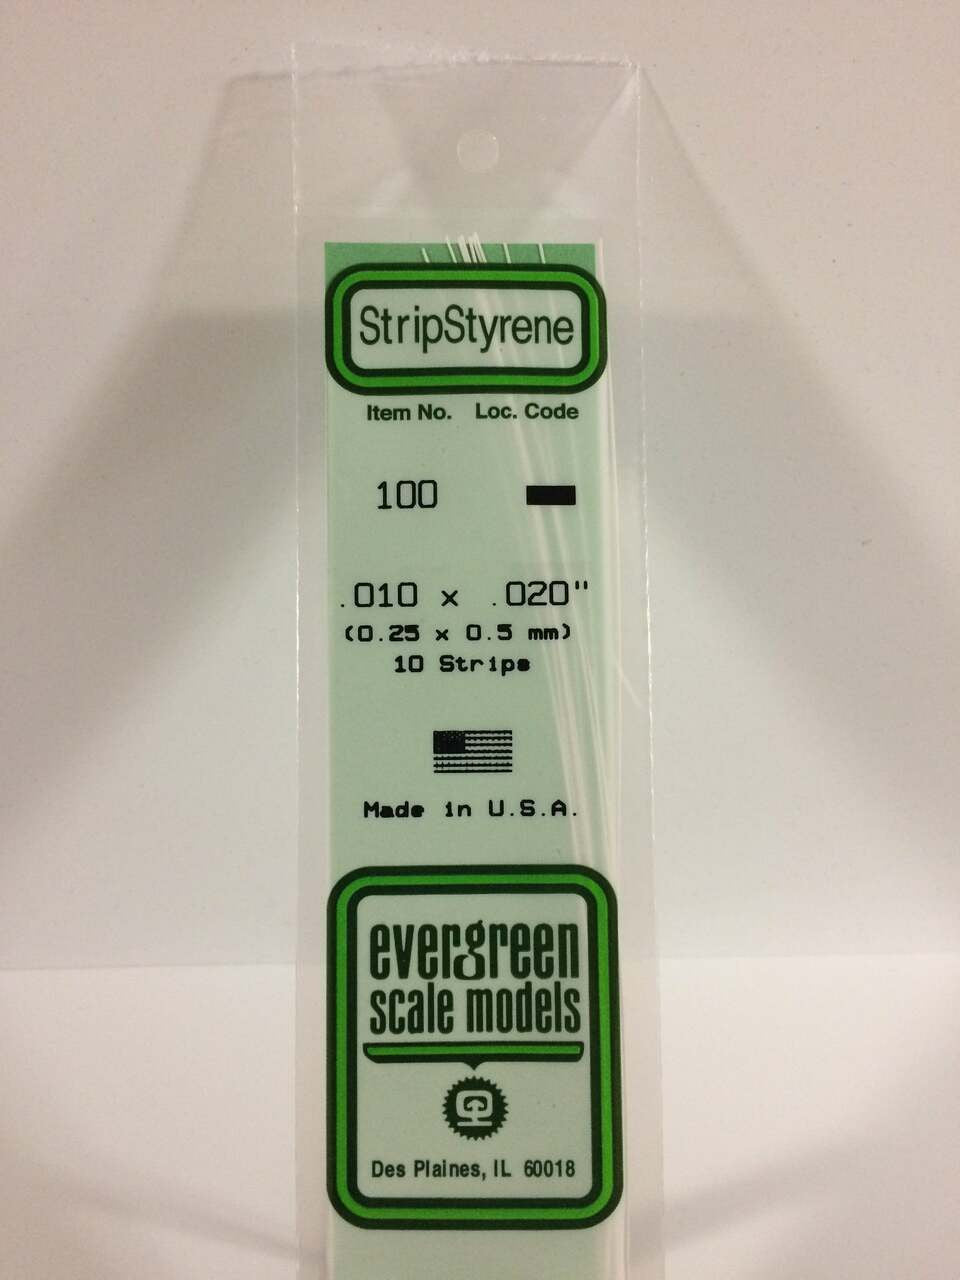 StripStyrene
Item No. Loc. Code
100
.010 x .020"
(0.25 x 0.5 mm)
10 Strips
Made in U.S.A.
evergreen
scale models
Des Plaines, IL 60018